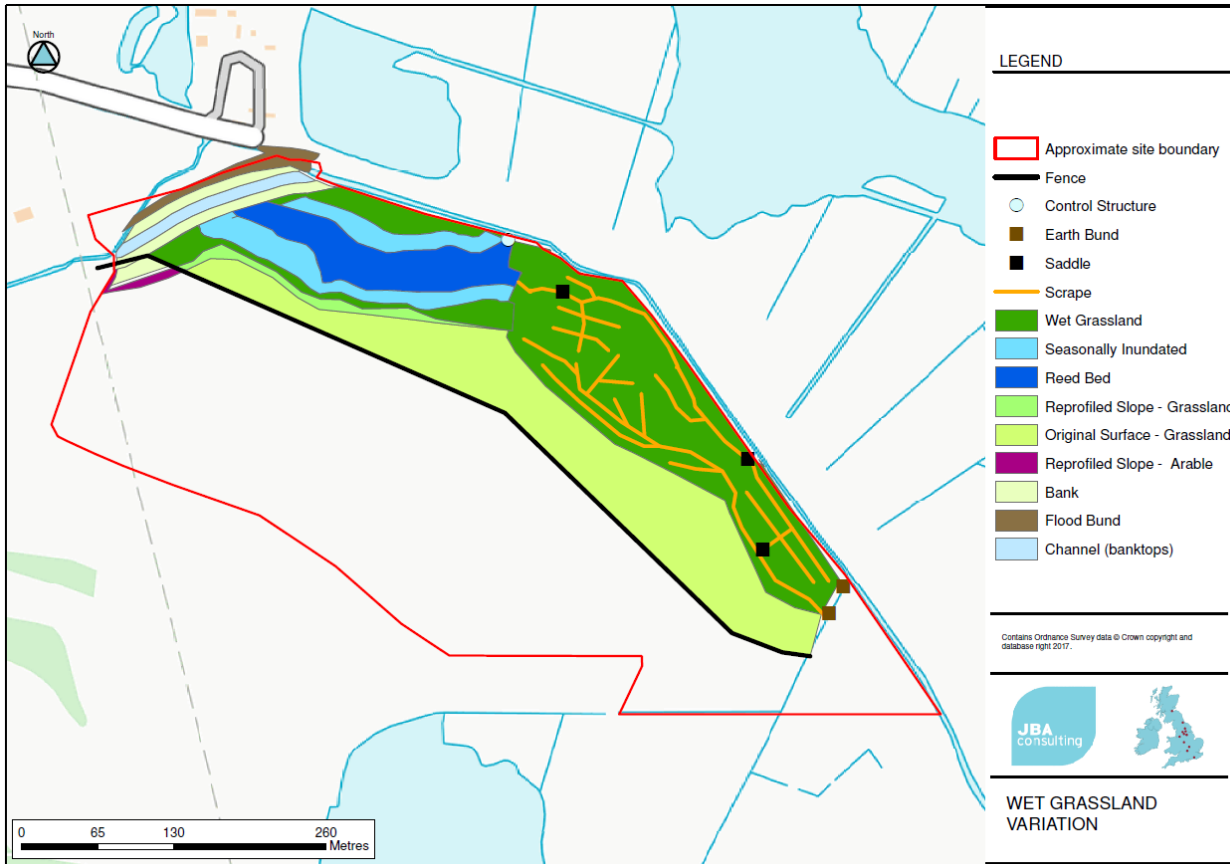 North
LEGEND
Approximate site boundary
Fence
Control Structure
Earth Bund
Saddle
Scrape
Wet Grassland
Seasonally Inundated
Reed Bed
Reprofiled Slope - Grassland
Original Surface - Grassland
Reprofiled Slope - Arable
Bank
Flood Bund
Channel (banktops)
Contains Ordnance Survey data © Crown copyright and
database right 2017.
JBA
consulting
WET GRASSLAND
VARIATION
0 65 130 260
Metres